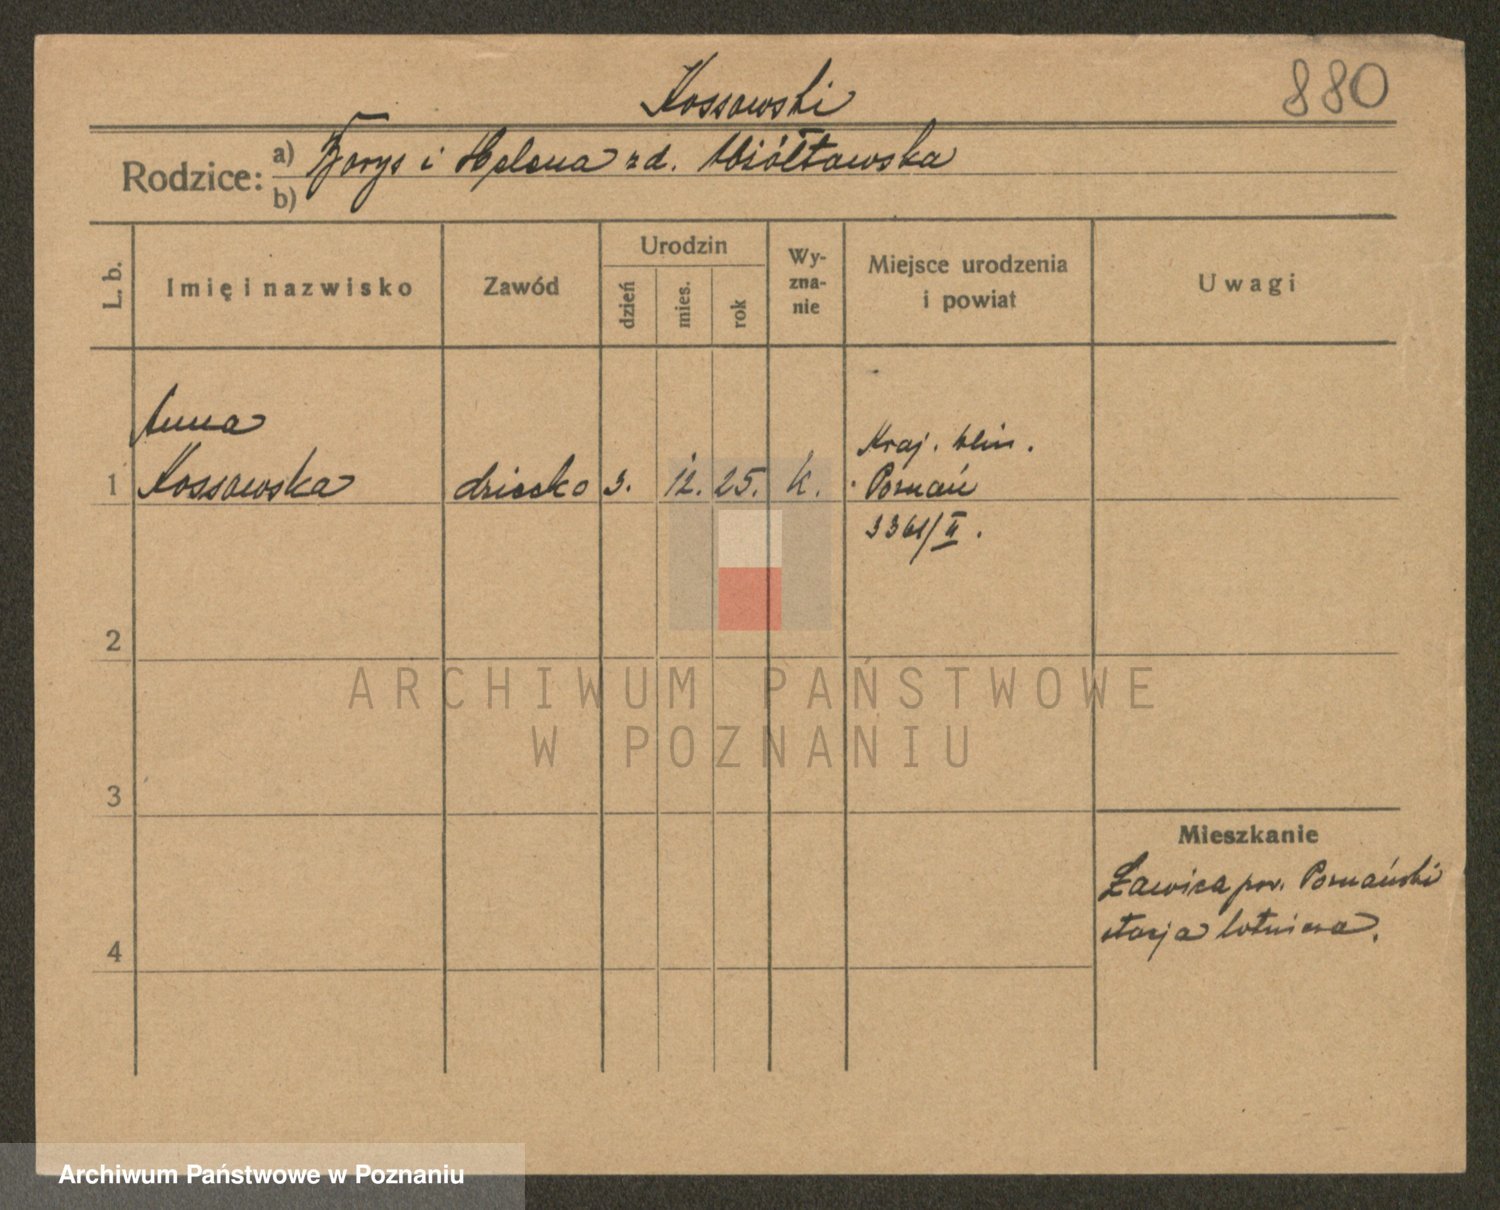 Kossowski
880
Rodzice: a) Borys i Helena zd. Wiółtawska
b)
L. b.
Imię i nazwisko
Zawód
Urodzin
dzień
mies.
rok
Wy-
zna-
nie
Miejsce urodzenia
i powiat
Uwagi
Anna
1 Kossowska dziecko 3. 12. 25. k.
Kraj. klin.
Poznań
3361/II.
2
3
4
Mieszkanie
Ławica pow. Poznański
stacja lotnicza.
ARCHIWUM PAŃSTWOWE
W POZNANIU
Archiwum Państwowe w Poznaniu